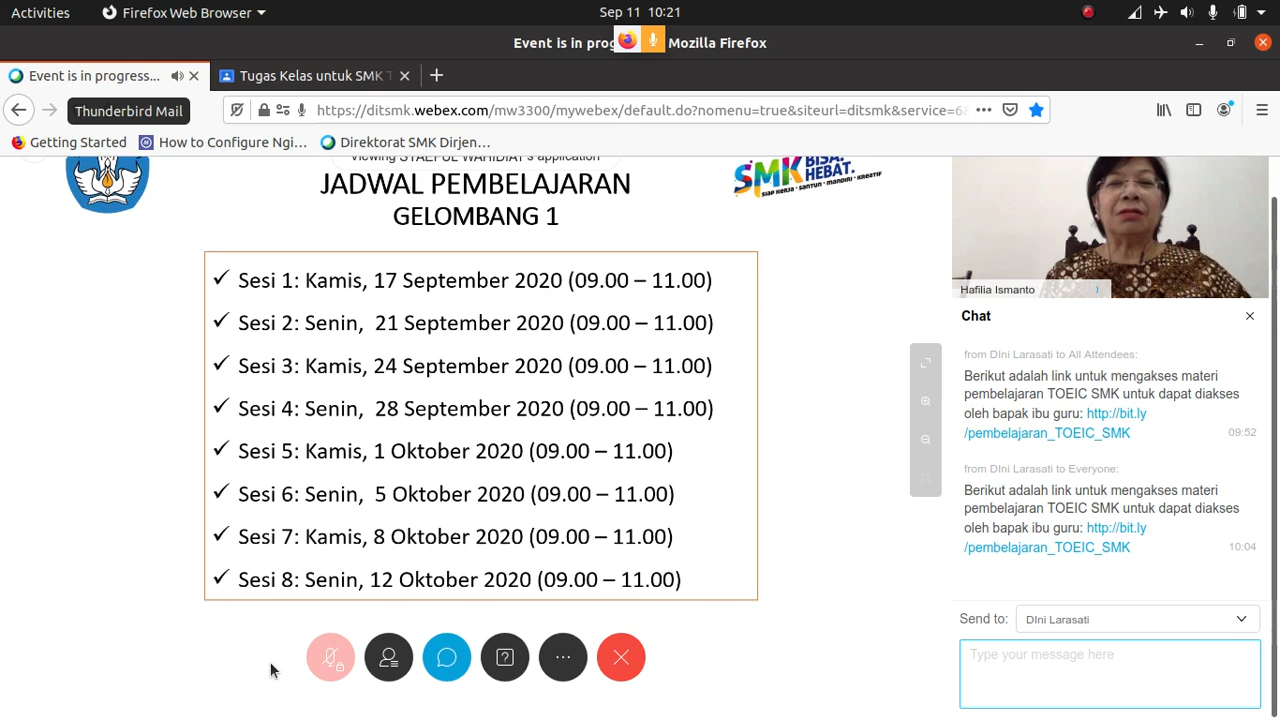 Activities
Firefox Web Browser
Sep 11 10:21
Event is in prog
Mozilla Firefox
Event is in progress...
Tugas Kelas untuk SMK T
Thunderbird Mail
https://ditsmk.webex.com/mw3300/mywebex/default.do?nomenu=true&siteurl=ditsmk&service=68
Getting Started
How to Configure Ngi...
Direktorat SMK Dirjen...
Viewing SYAEFUL WAHIDIAT's application
JADWAL PEMBELAJARAN
GELOMBANG 1
SMK BISA.
HEBAT.
SIAP KERJA · SANTUN · MANDIRI · KREATIF
✓ Sesi 1: Kamis, 17 September 2020 (09.00 – 11.00)
✓ Sesi 2: Senin, 21 September 2020 (09.00 – 11.00)
✓ Sesi 3: Kamis, 24 September 2020 (09.00 – 11.00)
✓ Sesi 4: Senin, 28 September 2020 (09.00 – 11.00)
✓ Sesi 5: Kamis, 1 Oktober 2020 (09.00 – 11.00)
✓ Sesi 6: Senin, 5 Oktober 2020 (09.00 – 11.00)
✓ Sesi 7: Kamis, 8 Oktober 2020 (09.00 – 11.00)
✓ Sesi 8: Senin, 12 Oktober 2020 (09.00 – 11.00)
Hafilia Ismanto
Chat
from DIni Larasati to All Attendees:
Berikut adalah link untuk mengakses materi
pembelajaran TOEIC SMK untuk dapat diakses
oleh bapak ibu guru: http://bit.ly
/pembelajaran_TOEIC_SMK
09:52
from DIni Larasati to Everyone:
Berikut adalah link untuk mengakses materi
pembelajaran TOEIC SMK untuk dapat diakses
oleh bapak ibu guru: http://bit.ly
/pembelajaran_TOEIC_SMK
10:04
Send to:
DIni Larasati
Type your message here